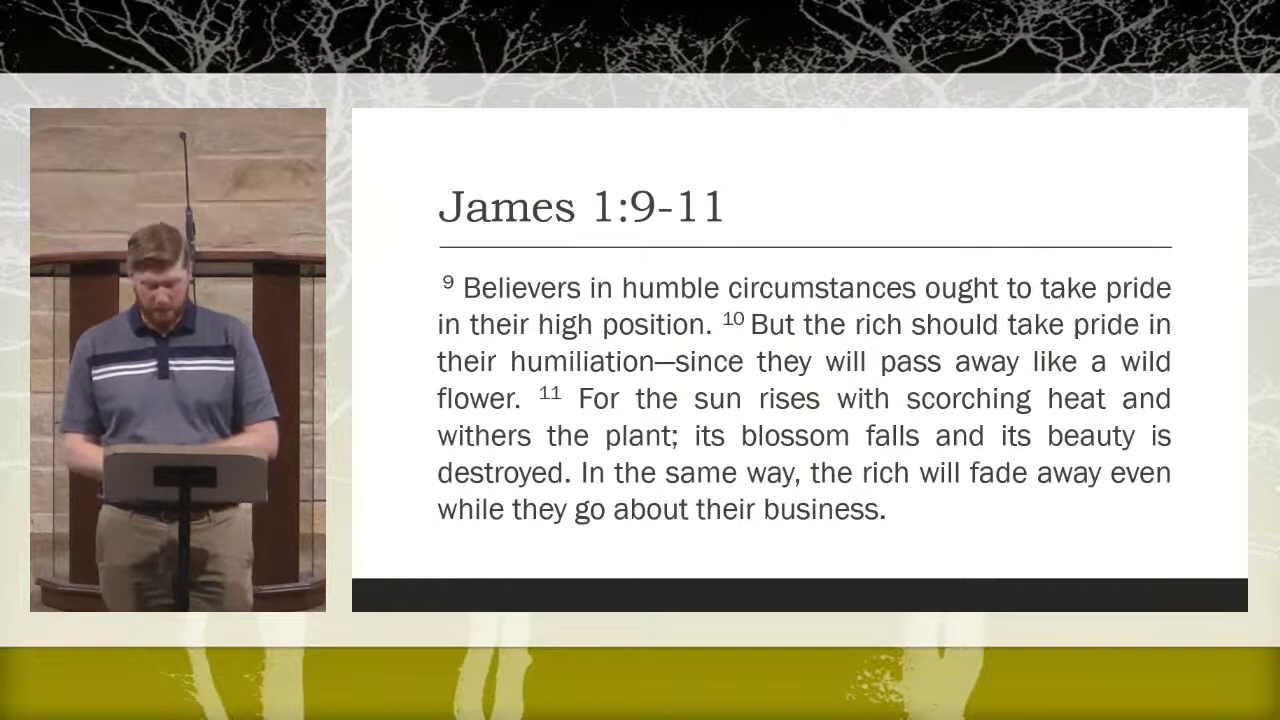 James 1:9-11
⁹ Believers in humble circumstances ought to take pride
in their high position. ¹⁰ But the rich should take pride in
their humiliation—since they will pass away like a wild
flower. ¹¹ For the sun rises with scorching heat and
withers the plant; its blossom falls and its beauty is
destroyed. In the same way, the rich will fade away even
while they go about their business.